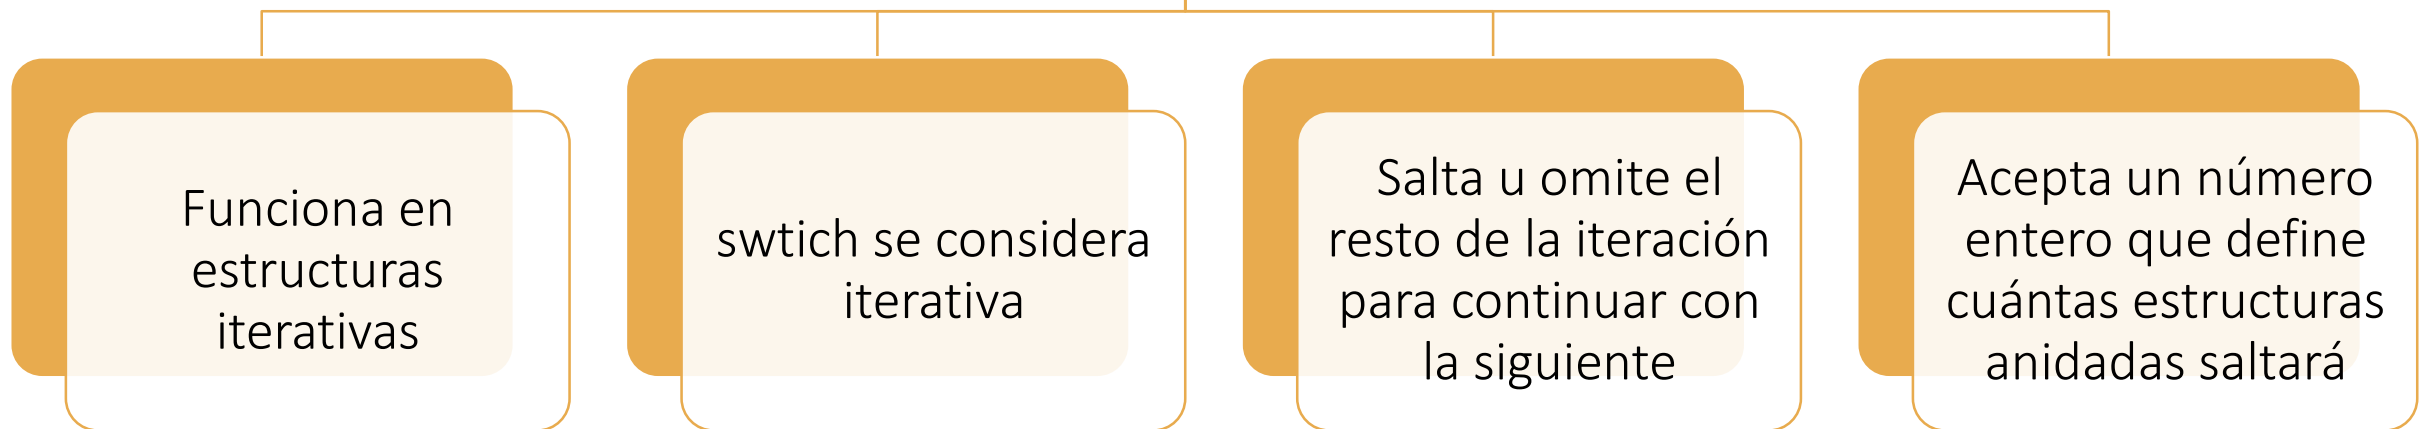 Funciona en
estructuras
iterativas
swtich se considera
iterativa
Salta u omite el
resto de la iteración
para continuar con
la siguiente
Acepta un número
entero que define
cuántas estructuras
anidadas saltará